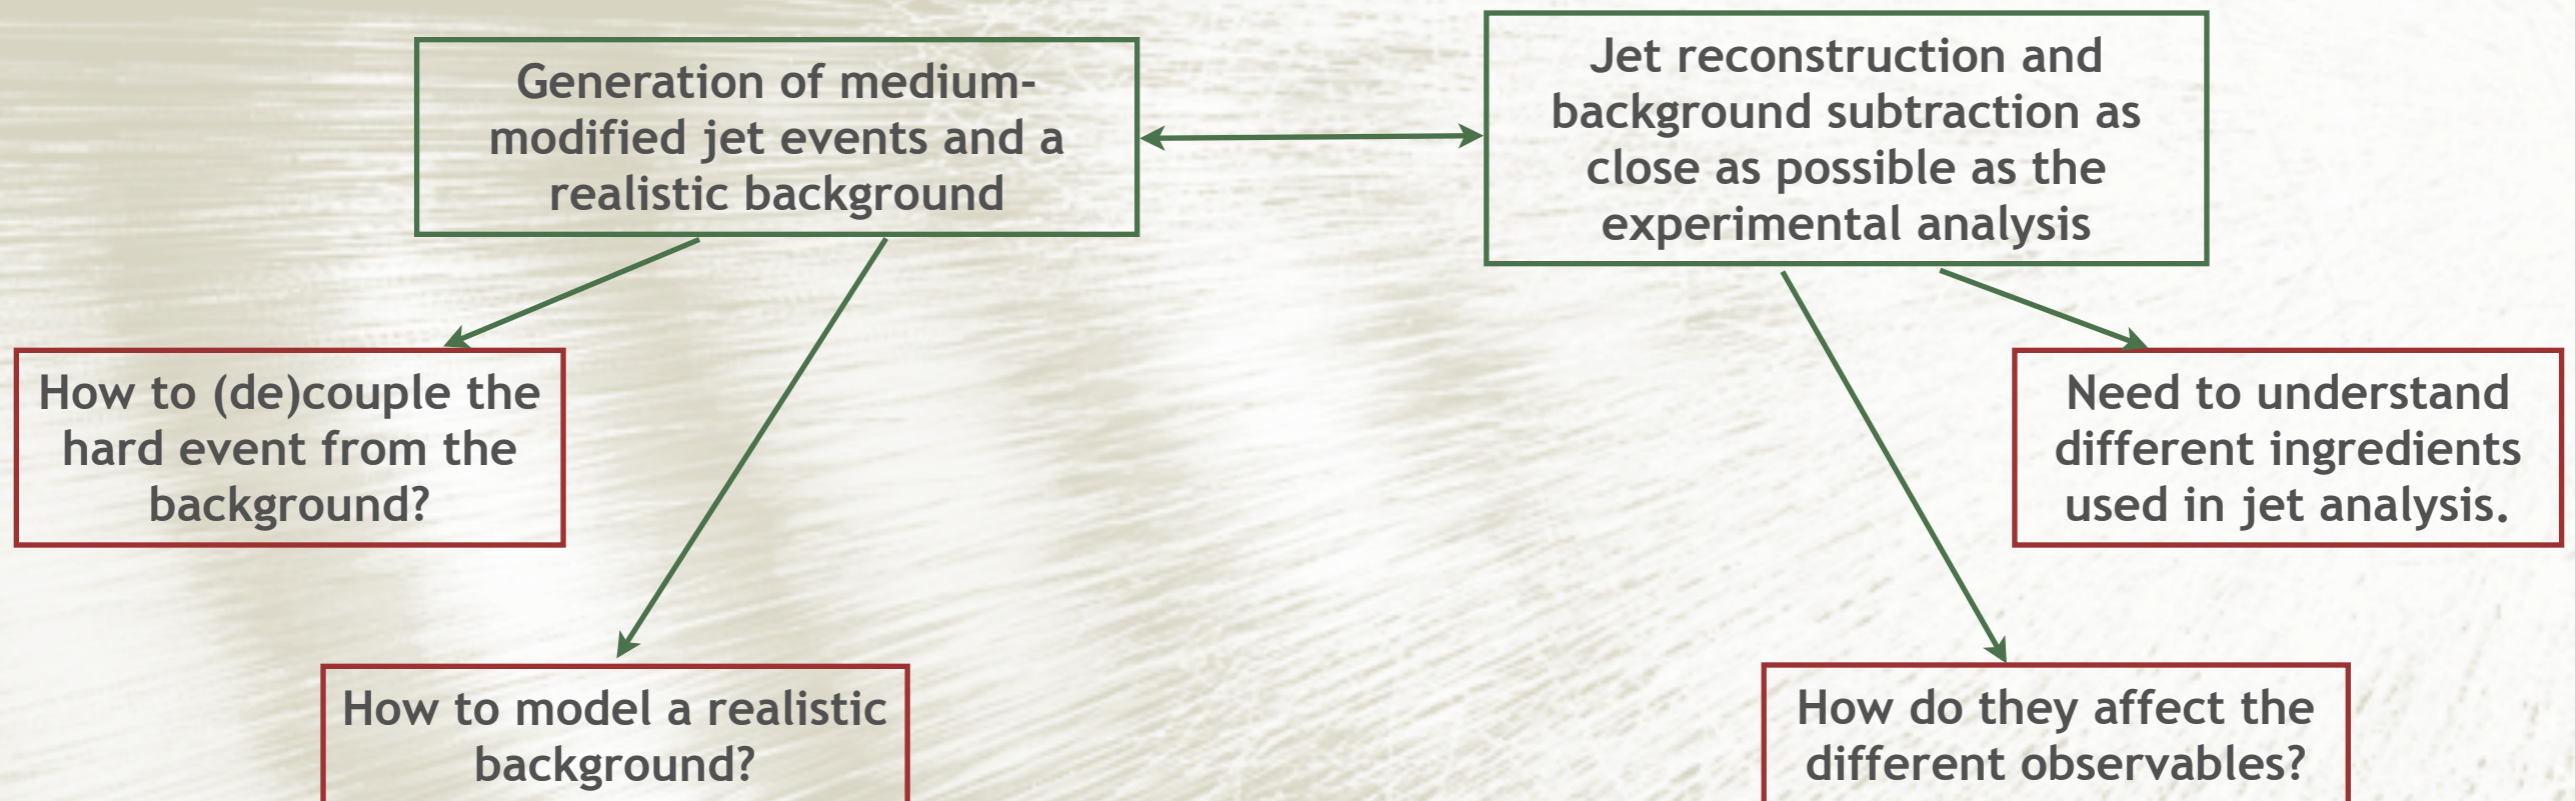 Generation of medium-
modified jet events and a
realistic background
Jet reconstruction and
background subtraction as
close as possible as the
experimental analysis
How to (de)couple the
hard event from the
background?
Need to understand
different ingredients
used in jet analysis.
How to model a realistic
background?
How do they affect the
different observables?